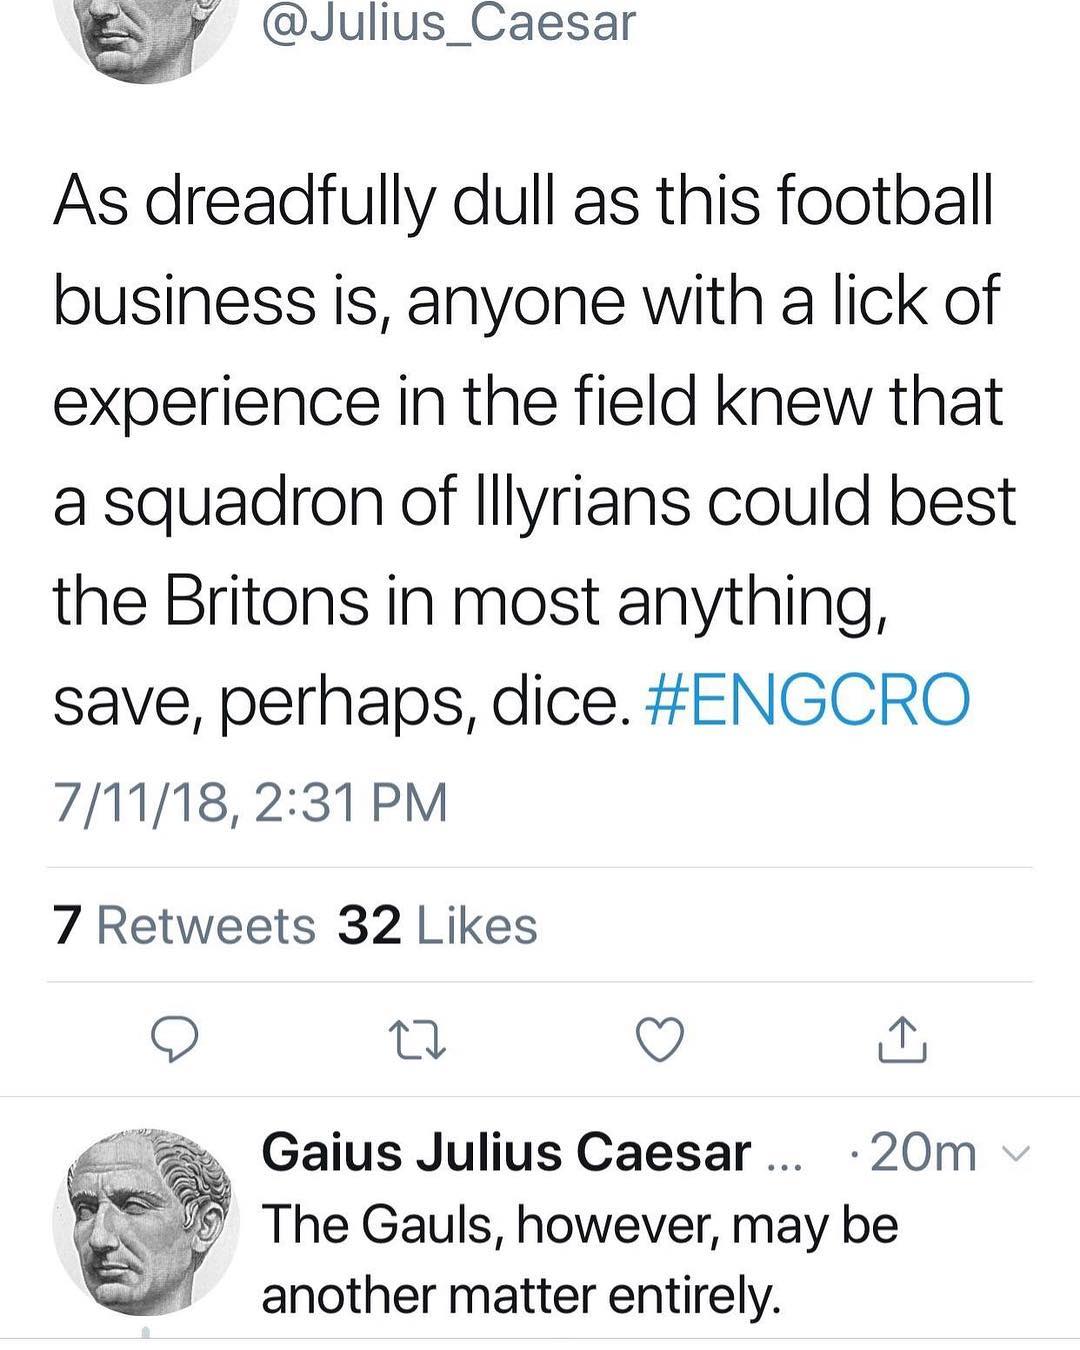 @Julius_Caesar
As dreadfully dull as this football
business is, anyone with a lick of
experience in the field knew that
a squadron of Illyrians could best
the Britons in most anything,
save, perhaps, dice. #ENGCRO
7/11/18, 2:31 PM
7 Retweets 32 Likes
Gaius Julius Caesar ... · 20m
The Gauls, however, may be
another matter entirely.